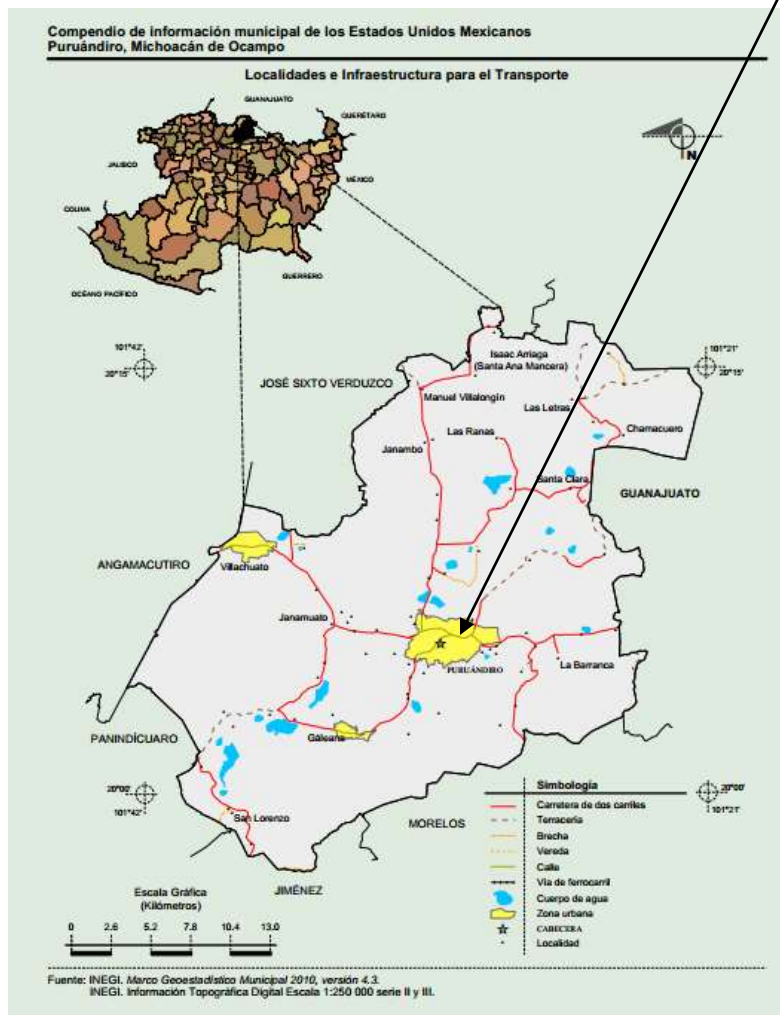 Compendio de información municipal de los Estados Unidos Mexicanos
Puruándiro, Michoacán de Ocampo
Localidades e Infraestructura para el Transporte
GUANAJUATO
QUERÉTARO
JALISCO
MÉXICO
COLIMA
GUERRERO
OCÉANO PACÍFICO
N
101°42'
20°15'
101°21'
20°15'
JOSÉ SIXTO VERDUZCO
Isaac Arriaga
(Santa Ana Mancera)
Manuel Villalongín
Las Letras
Las Ranas
Chamacuero
Janambo
Santa Clara
GUANAJUATO
ANGAMACUTIRO
Villachuato
Janamuato
PURUÁNDIRO
La Barranca
PANINDÍCUARO
Galeana
20°00'
101°42'
San Lorenzo
MORELOS
JIMÉNEZ
20°00'
101°21'
Simbología
Carretera de dos carriles
Terracería
Brecha
Vereda
Calle
Vía de ferrocarril
Cuerpo de agua
Zona urbana
CABECERA
Localidad
Escala Gráfica
(Kilómetros)
0 2.6 5.2 7.8 10.4 13.0
Fuente: INEGI. Marco Geoestadístico Municipal 2010, versión 4.3.
INEGI. Información Topográfica Digital Escala 1:250 000 serie II y III.